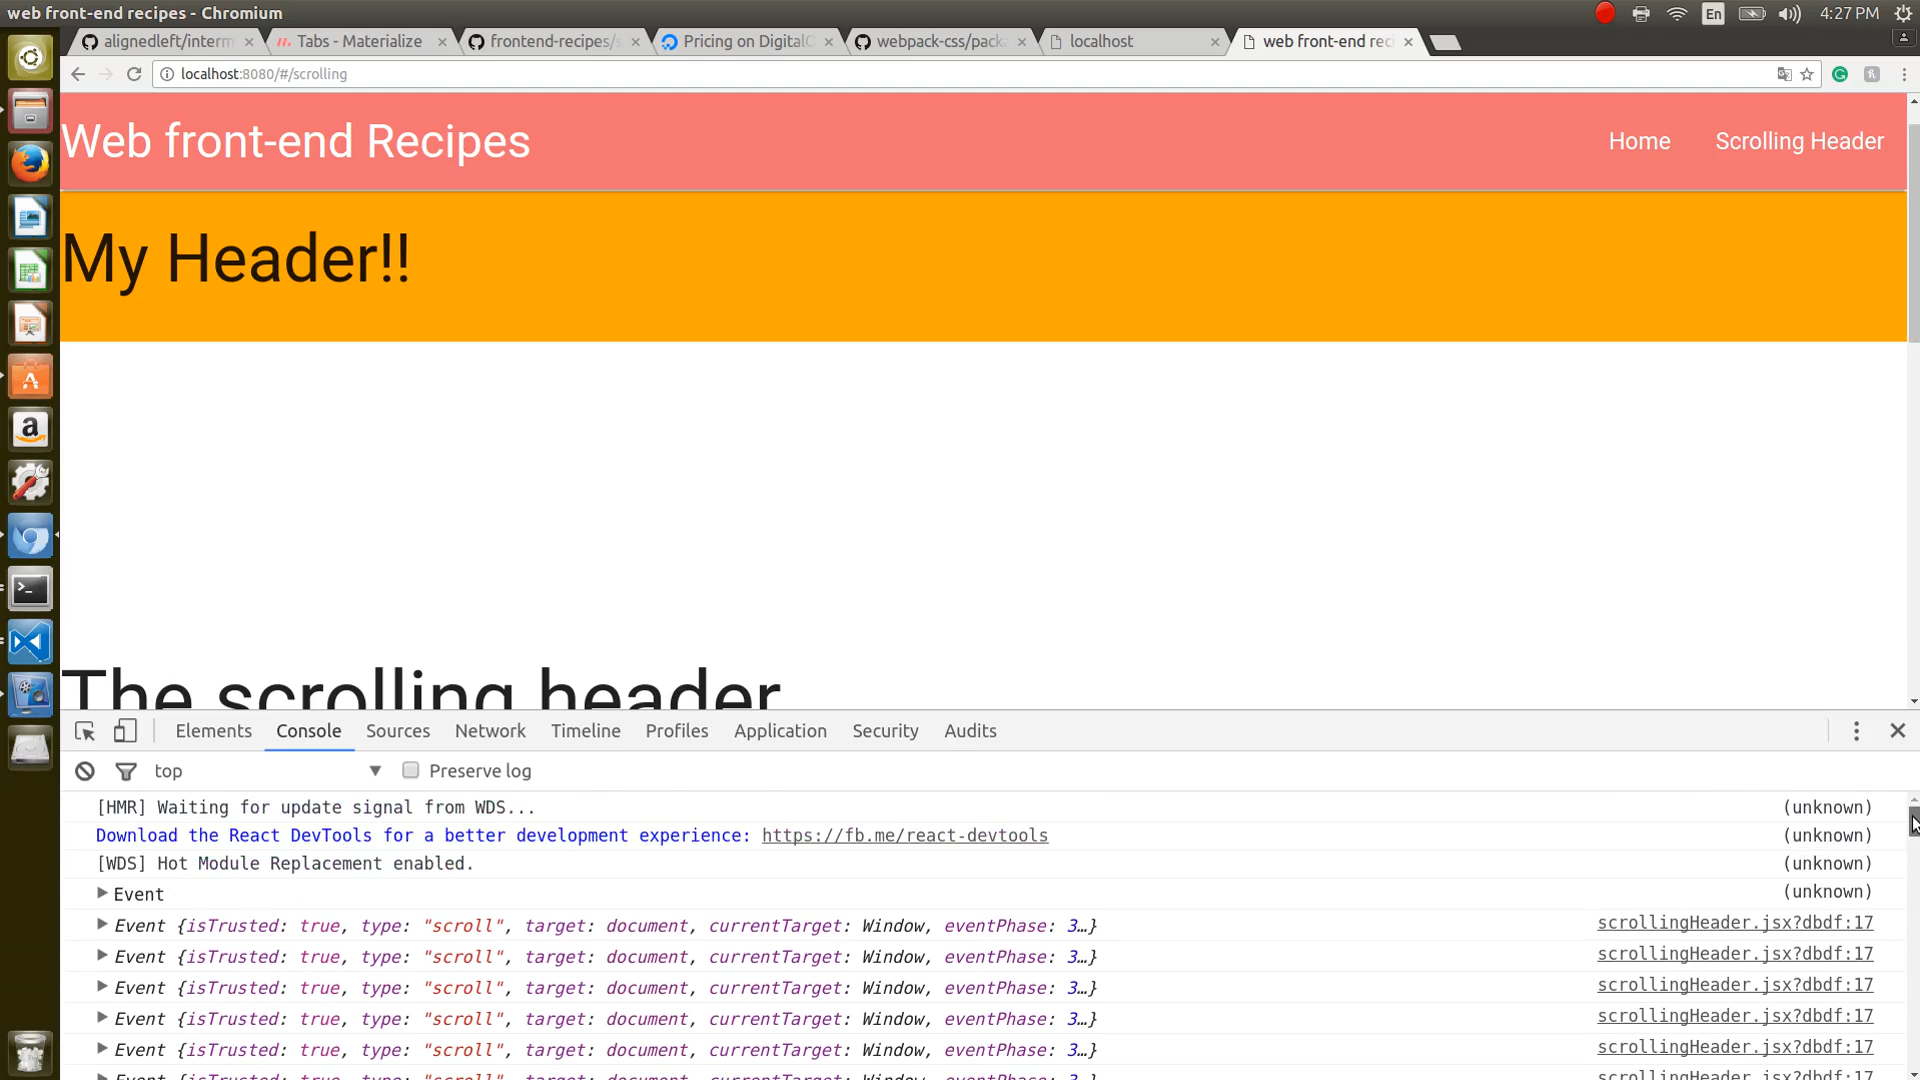 web front-end recipes - Chromium
En
4:27 PM
alignedleft/interm
Tabs - Materialize
frontend-recipes/s
Pricing on DigitalO
webpack-css/packa
localhost
web front-end reci
localhost:8080/#/scrolling
Web front-end Recipes
Home
Scrolling Header
My Header!!
The scrolling header
Elements
Console
Sources
Network
Timeline
Profiles
Application
Security
Audits
top
Preserve log
[HMR] Waiting for update signal from WDS...
(unknown)
Download the React DevTools for a better development experience: https://fb.me/react-devtools
(unknown)
[WDS] Hot Module Replacement enabled.
(unknown)
Event
(unknown)
Event {isTrusted: true, type: "scroll", target: document, currentTarget: Window, eventPhase: 3…}
scrollingHeader.jsx?dbdf:17
Event {isTrusted: true, type: "scroll", target: document, currentTarget: Window, eventPhase: 3…}
scrollingHeader.jsx?dbdf:17
Event {isTrusted: true, type: "scroll", target: document, currentTarget: Window, eventPhase: 3…}
scrollingHeader.jsx?dbdf:17
Event {isTrusted: true, type: "scroll", target: document, currentTarget: Window, eventPhase: 3…}
scrollingHeader.jsx?dbdf:17
Event {isTrusted: true, type: "scroll", target: document, currentTarget: Window, eventPhase: 3…}
scrollingHeader.jsx?dbdf:17